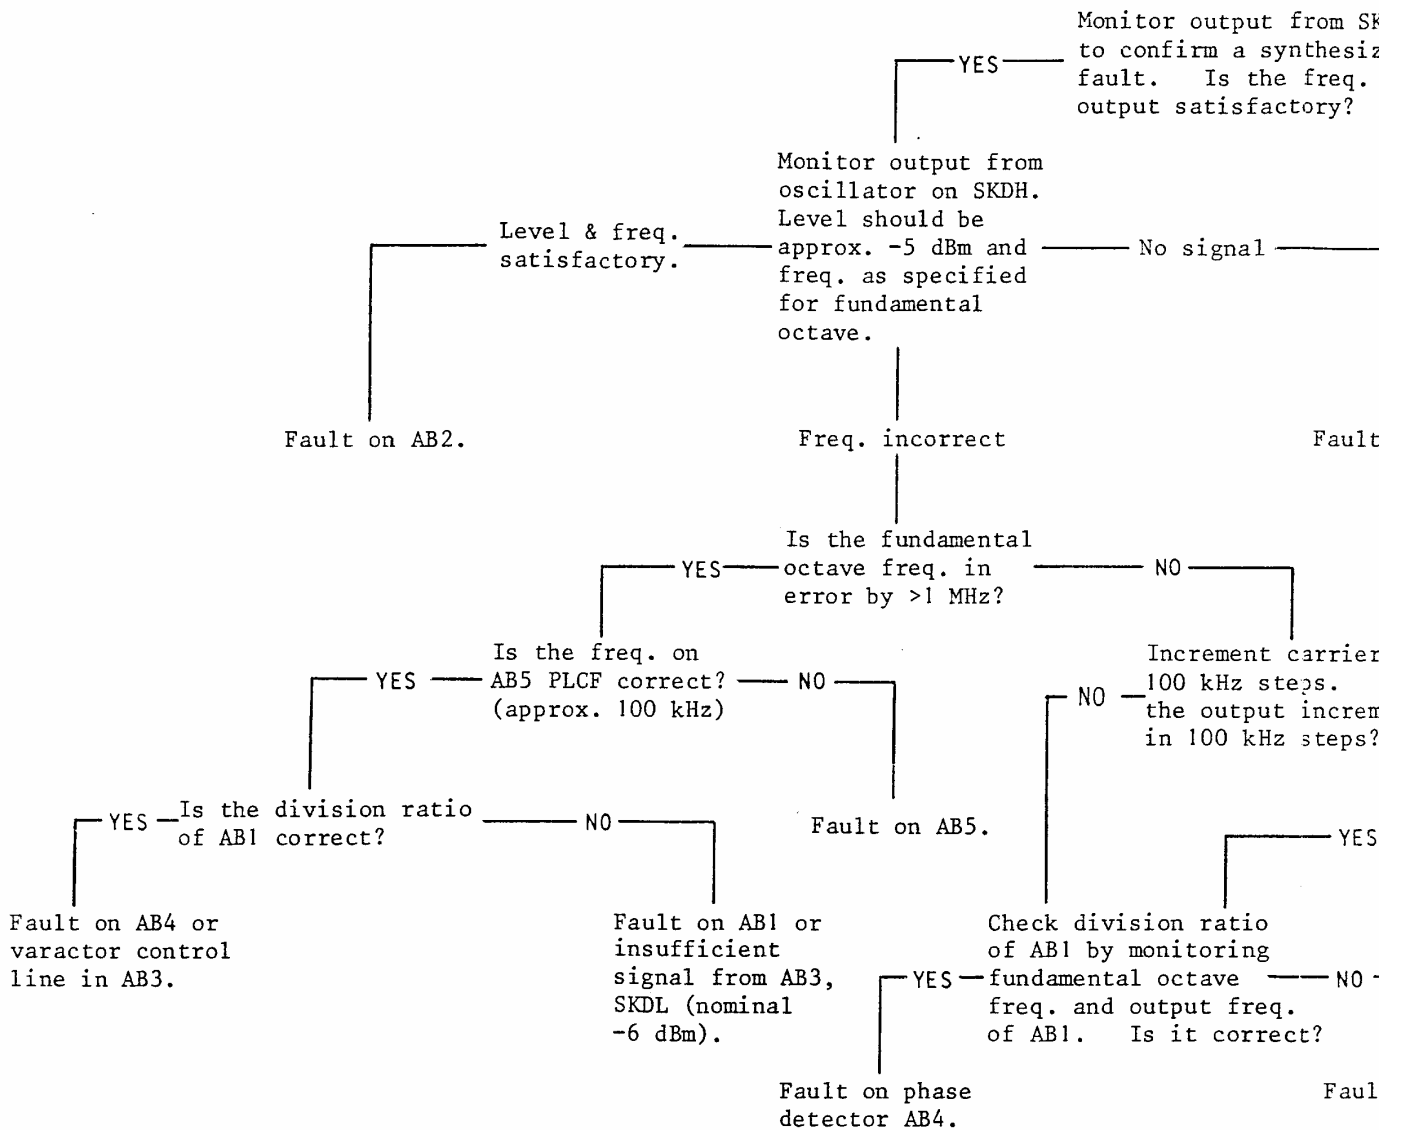 Monitor output from
to confirm a
fault. Is the freq.
output satisfactory?
YES
Monitor output from
oscillator on SKDH.
Level should be
approx. -5 dBm and
freq. as specified
for fundamental
octave.
Level & freq.
satisfactory.
No signal
Fault on AB2.
Freq. incorrect
Fault
Is the fundamental
octave freq. in
error by >1 MHz?
YES
NO
Is the freq. on
AB5 PLCF correct?
(approx. 100 kHz)
YES
NO
Increment carrier
100 kHz steps.
the output
in 100 kHz steps?
NO
Is the division ratio
of AB1 correct?
YES
NO
Fault on AB5.
YES
Fault on AB4 or
varactor control
line in AB3.
Fault on AB1 or
insufficient
signal from AB3,
SKDL (nominal
-6 dBm).
Check division ratio
of AB1 by monitoring
fundamental octave
freq. and output freq.
of AB1. Is it correct?
YES
NO
Fault on phase
detector AB4.